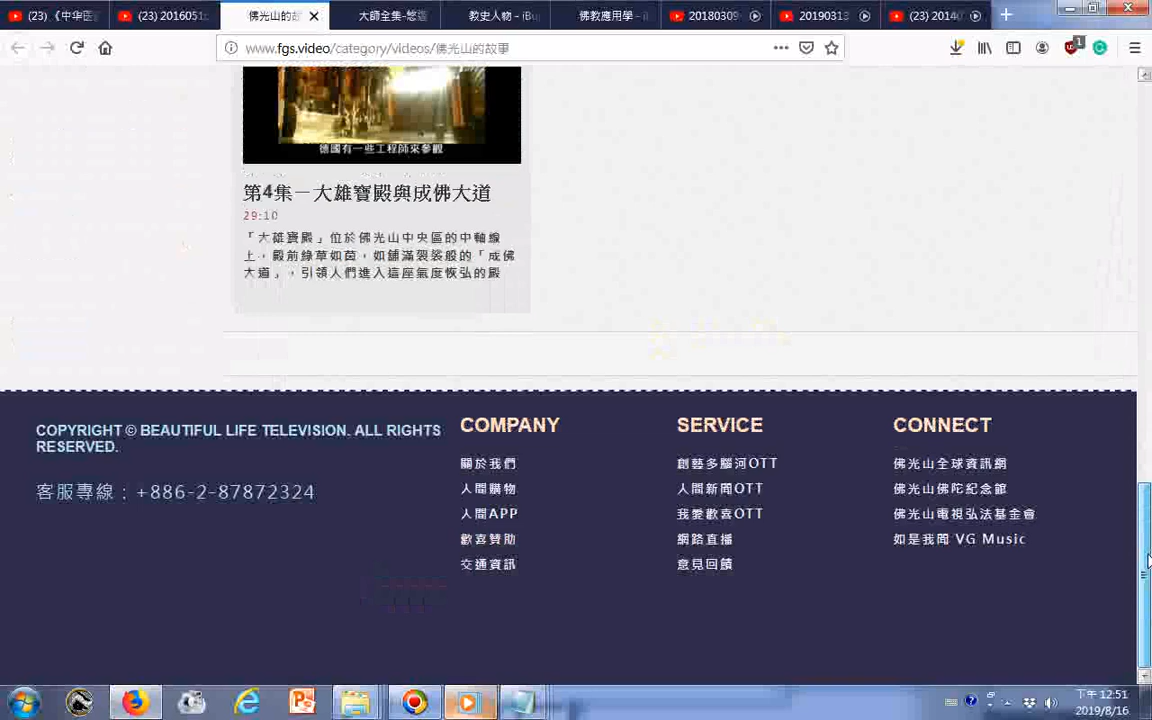 (23) 《中华医
(23) 201605
佛光山的故
大師全集-悠遊
教史人物 - iBu
佛教應用學 - i
20180309
20190313
(23) 2014
www.fgs.video/category/videos/佛光山的故事
1
德國有一些工程師來參觀
第4集－大雄寶殿與成佛大道
29:10
「大雄寶殿」位於佛光山中央區的中軸線
上，殿前綠草如茵，如鋪滿袈裟般的「成佛
大道」，引領人們進入這座氣度恢弘的殿
COPYRIGHT © BEAUTIFUL LIFE TELEVISION. ALL RIGHTS
RESERVED.
客服專線：+886-2-87872324
COMPANY
關於我們
人間購物
人間APP
歡喜贊助
交通資訊
SERVICE
創藝多腦河OTT
人間新聞OTT
我愛歡喜OTT
網路直播
意見回饋
CONNECT
佛光山全球資訊網
佛光山佛陀紀念館
佛光山電視弘法基金會
如是我聞 VG Music
下午 12:51
2019/8/16